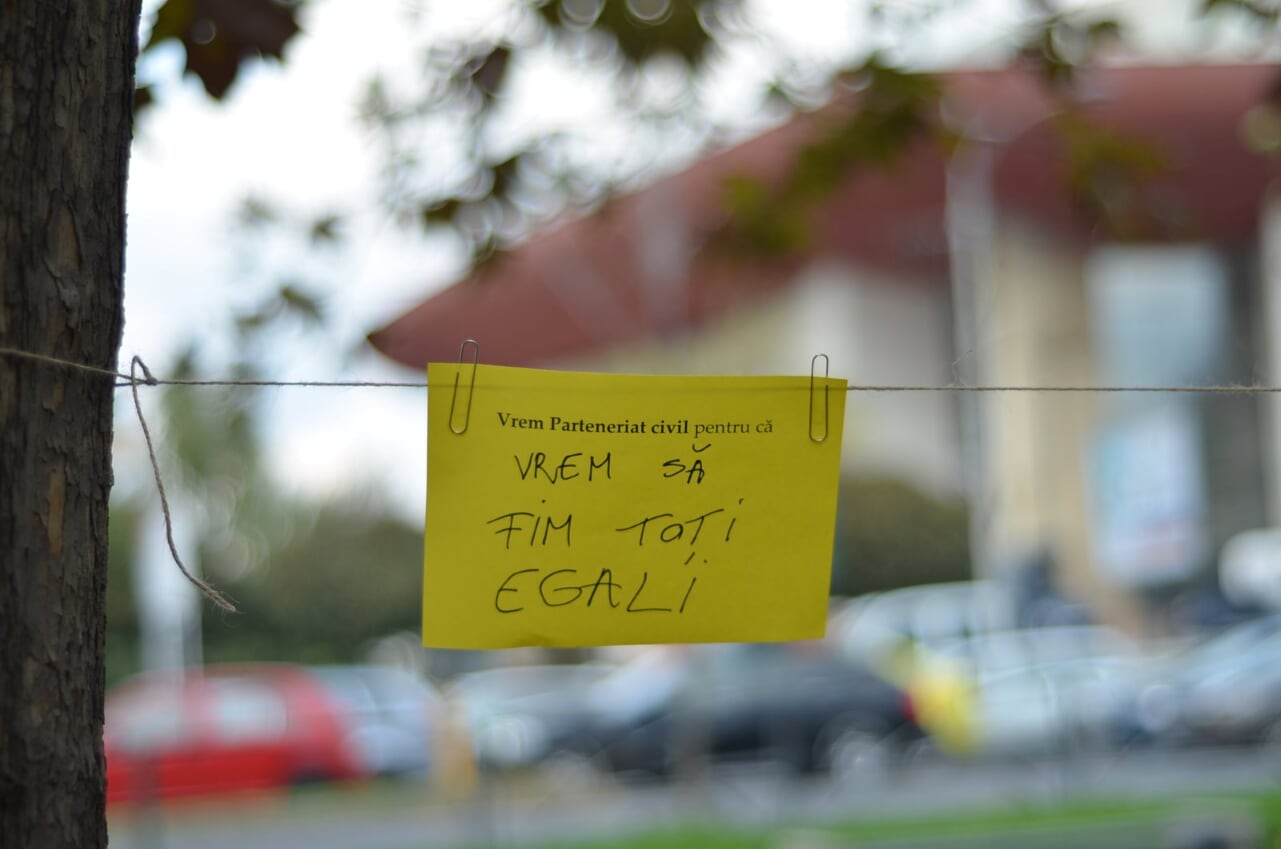 Vrem Parteneriat civil pentru că
VREM SĂ
FIM TOȚI
EGALI